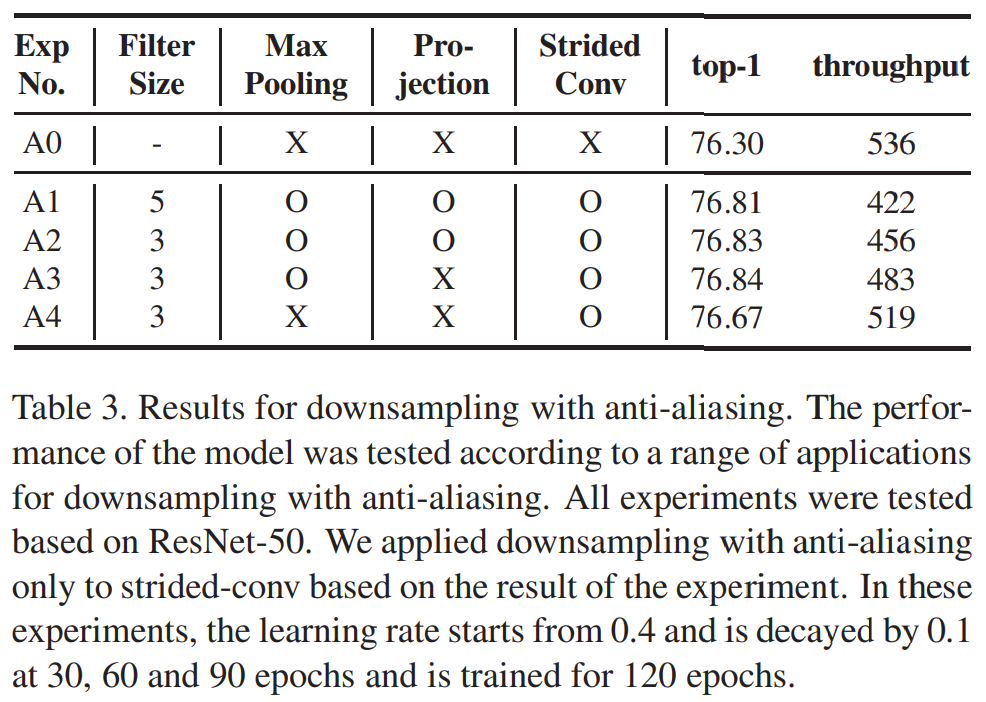 Exp No. Filter Size Max Pooling Pro-jection Strided Conv top-1 throughput
A0 - X X X 76.30 536
A1 5 O O O 76.81 422
A2 3 O O O 76.83 456
A3 3 O X O 76.84 483
A4 3 X X O 76.67 519
Table 3. Results for downsampling with anti-aliasing. The perfor-
mance of the model was tested according to a range of applications
for downsampling with anti-aliasing. All experiments were tested
based on ResNet-50. We applied downsampling with anti-aliasing
only to strided-conv based on the result of the experiment. In these
experiments, the learning rate starts from 0.4 and is decayed by 0.1
at 30, 60 and 90 epochs and is trained for 120 epochs.